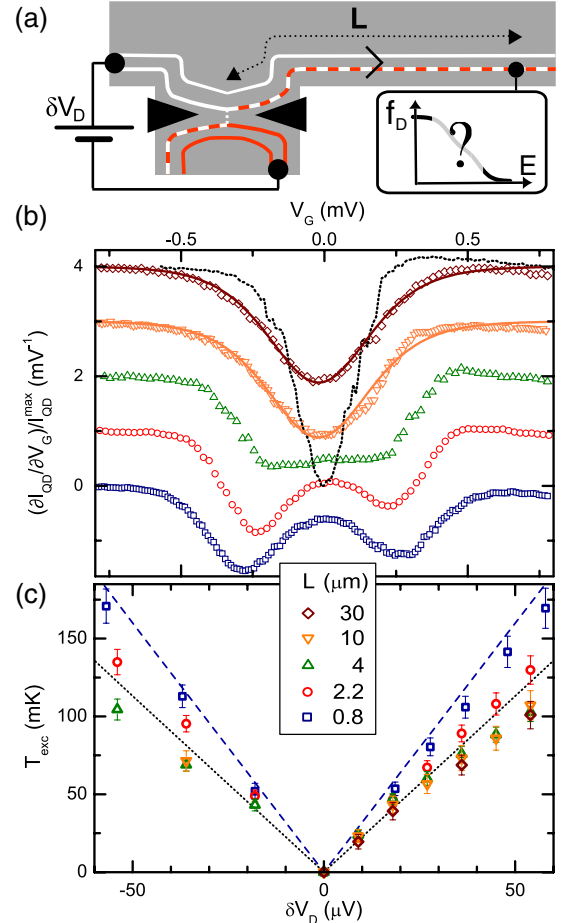 (a)
L
δV_D
f_D
?
E
(b)
V_G (mV)
-0.5 0.0 0.5
4
2
0
(∂I_QD/∂V_G)/I_QD^max (mV⁻¹)
L (μm)
30
10
4
2.2
0.8
(c)
150
100
50
0
T_exc (mK)
-50 0 50
δV_D (μV)